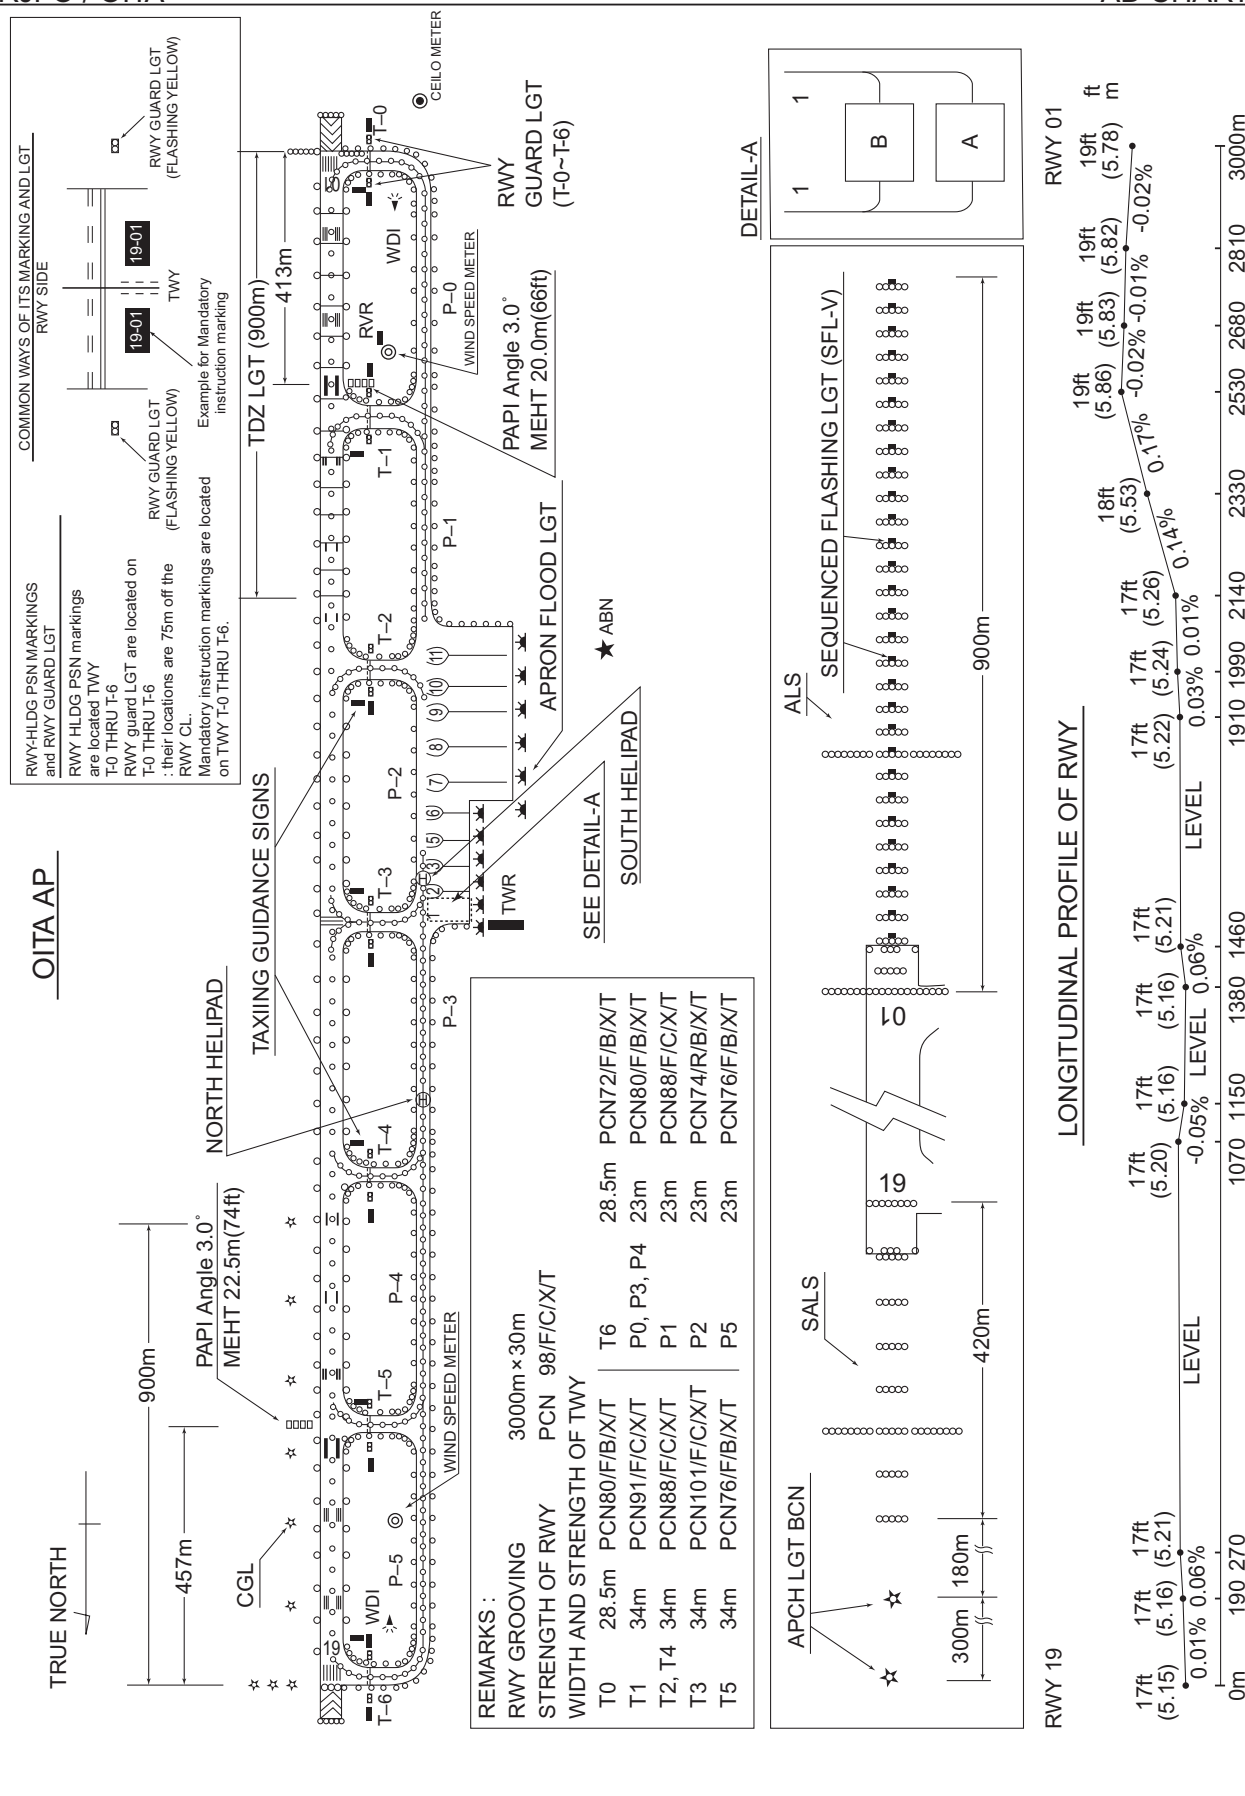 AD CHART
OITA AP
TRUE NORTH
COMMON WAYS OF ITS MARKING AND LGT
RWY SIDE
RWY GUARD LGT
(FLASHING YELLOW)
RWY GUARD LGT
(FLASHING YELLOW)
19-01
19-01
TWY
Example for Mandatory
instruction marking
RWY-HLDG PSN MARKINGS
and RWY GUARD LGT
RWY HLDG PSN markings
are located TWY
T-0 THRU T-6
RWY guard LGT are located on
T-0 THRU T-6
: their locations are 75m off the
RWY CL.
Mandatory instruction markings are located
on TWY T-0 THRU T-6.
900m
457m
PAPI Angle 3.0°
MEHT 22.5m(74ft)
CGL
NORTH HELIPAD
TAXIING GUIDANCE SIGNS
TDZ LGT (900m)
413m
CEILO METER
RWY
GUARD LGT
(T-0~T-6)
19
01
WDI
WDI
RVR
T–6
T–5
T–4
T–3
T–2
T–1
T–0
P–5
P–4
P–3
P–2
P–1
P–0
WIND SPEED METER
WIND SPEED METER
PAPI Angle 3.0°
MEHT 20.0m(66ft)
H
H
1
2
3
5
6
7
8
9
10
11
TWR
APRON FLOOD LGT
ABN
SEE DETAIL-A
SOUTH HELIPAD
REMARKS :
RWY GROOVING 3000m×30m
STRENGTH OF RWY PCN 98/F/C/X/T
WIDTH AND STRENGTH OF TWY
T0 28.5m PCN80/F/B/X/T T6 28.5m PCN72/F/B/X/T
T1 34m PCN91/F/C/X/T P0, P3, P4 23m PCN80/F/B/X/T
T2, T4 34m PCN88/F/C/X/T P1 23m PCN88/F/C/X/T
T3 34m PCN101/F/C/X/T P2 23m PCN74/R/B/X/T
T5 34m PCN76/F/B/X/T P5 23m PCN76/F/B/X/T
DETAIL-A
1
1
B
A
APCH LGT BCN
SALS
ALS
SEQUENCED FLASHING LGT (SFL-V)
19
01
300m
180m
420m
900m
LONGITUDINAL PROFILE OF RWY
RWY 19
RWY 01
17ft 17ft 17ft 17ft 17ft 17ft 17ft 17ft 17ft 17ft 18ft 19ft 19ft 19ft 19ft ft
(5.15) (5.16) (5.21) (5.20) (5.16) (5.16) (5.21) (5.22) (5.24) (5.26) (5.53) (5.86) (5.83) (5.82) (5.78) m
0.01% 0.06% LEVEL -0.05% LEVEL 0.06% LEVEL 0.03% 0.01% 0.14% 0.17% -0.02% -0.01% -0.02%
0m 190 270 1070 1150 1380 1460 1910 1990 2140 2330 2530 2680 2810 3000m